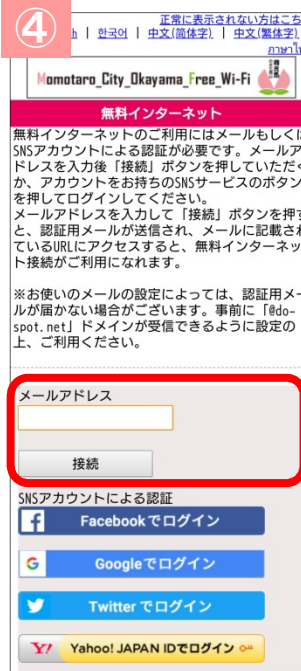 ④
正常に表示されない方はこち
h | 한국어 | 中文(簡体字) | 中文(繁体字)
ภาษาไ
Momotaro_City_Okayama_Free_Wi-Fi
無料インターネット
無料インターネットのご利用にはメールもしくは
SNSアカウントによる認証が必要です。メールア
ドレスを入力後「接続」ボタンを押していただく
か、アカウントをお持ちのSNSサービスのボタン
を押してログインしてください。
メールアドレスを入力して「接続」ボタンを押す
と、認証用メールが送信され、メールに記載され
ているURLにアクセスすると、無料インターネッ
ト接続がご利用になれます。
※お使いのメールの設定によっては、認証用メー
ルが届かない場合がございます。事前に「@do-
spot.net」ドメインが受信できるように設定の
上、ご利用ください。
メールアドレス
接続
SNSアカウントによる認証
f Facebookでログイン
G Googleでログイン
Twitter でログイン
Y! Yahoo! JAPAN IDでログイン